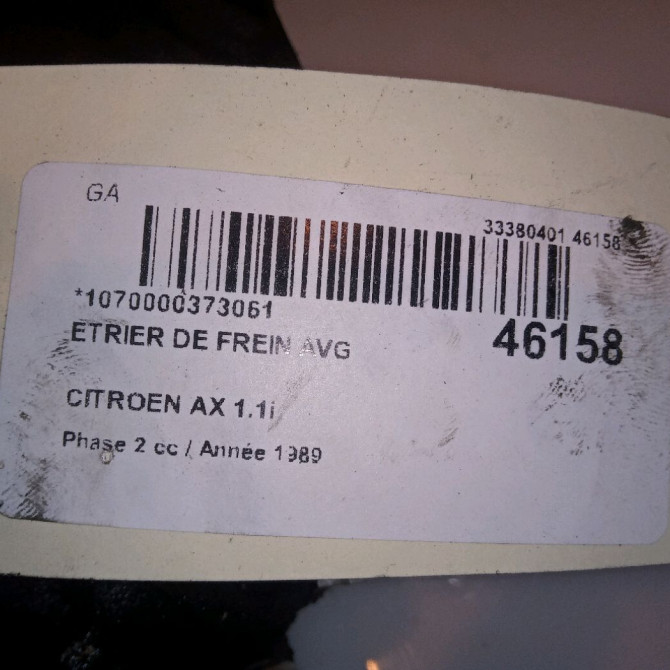 GA
33380401 46158
*1070000373061
46158
ETRIER DE FREIN AVG
CITROEN AX 1.1i
Phase 2 cc / Année 1989